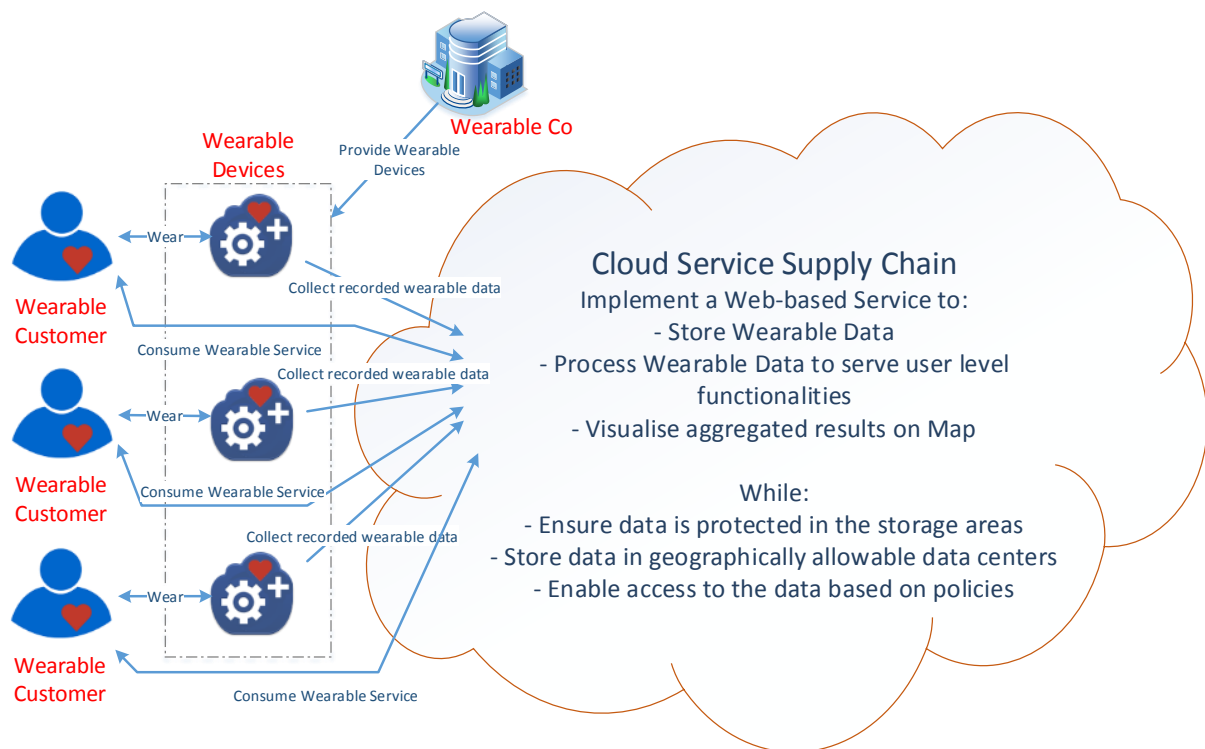 Wearable Co
Provide Wearable
Devices
Wearable
Devices
Wear
Wearable
Customer
Collect recorded wearable data
Consume Wearable Service
Collect recorded wearable data
Wear
Wearable
Customer
Consume Wearable Service
Collect recorded wearable data
Wear
Wearable
Customer
Consume Wearable Service
Cloud Service Supply Chain
Implement a Web-based Service to:
- Store Wearable Data
- Process Wearable Data to serve user level
functionalities
- Visualise aggregated results on Map
While:
- Ensure data is protected in the storage areas
- Store data in geographically allowable data centers
- Enable access to the data based on policies